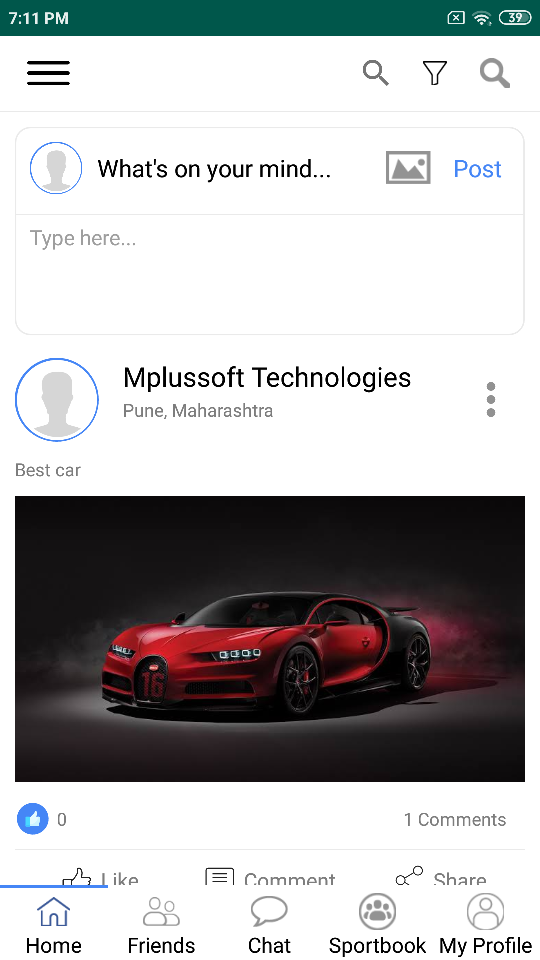 7:11 PM
39
What's on your mind...
Post
Type here...
Mplussoft Technologies
Pune, Maharashtra
Best car
16
0
1 Comments
Like
Comment
Share
Home
Friends
Chat
Sportbook
My Profile